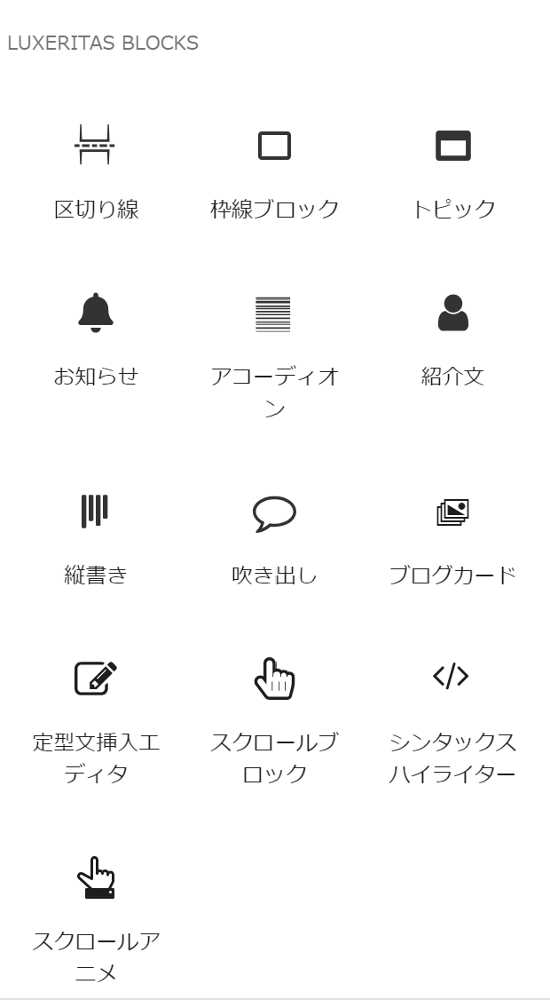 LUXERITAS BLOCKS
区切り線
枠線ブロック
トピック
お知らせ
アコーディオ
ン
紹介文
縦書き
吹き出し
ブログカード
定型文挿入エ
ディタ
スクロールブ
ロック
シンタックス
ハイライター
スクロールア
ニメ